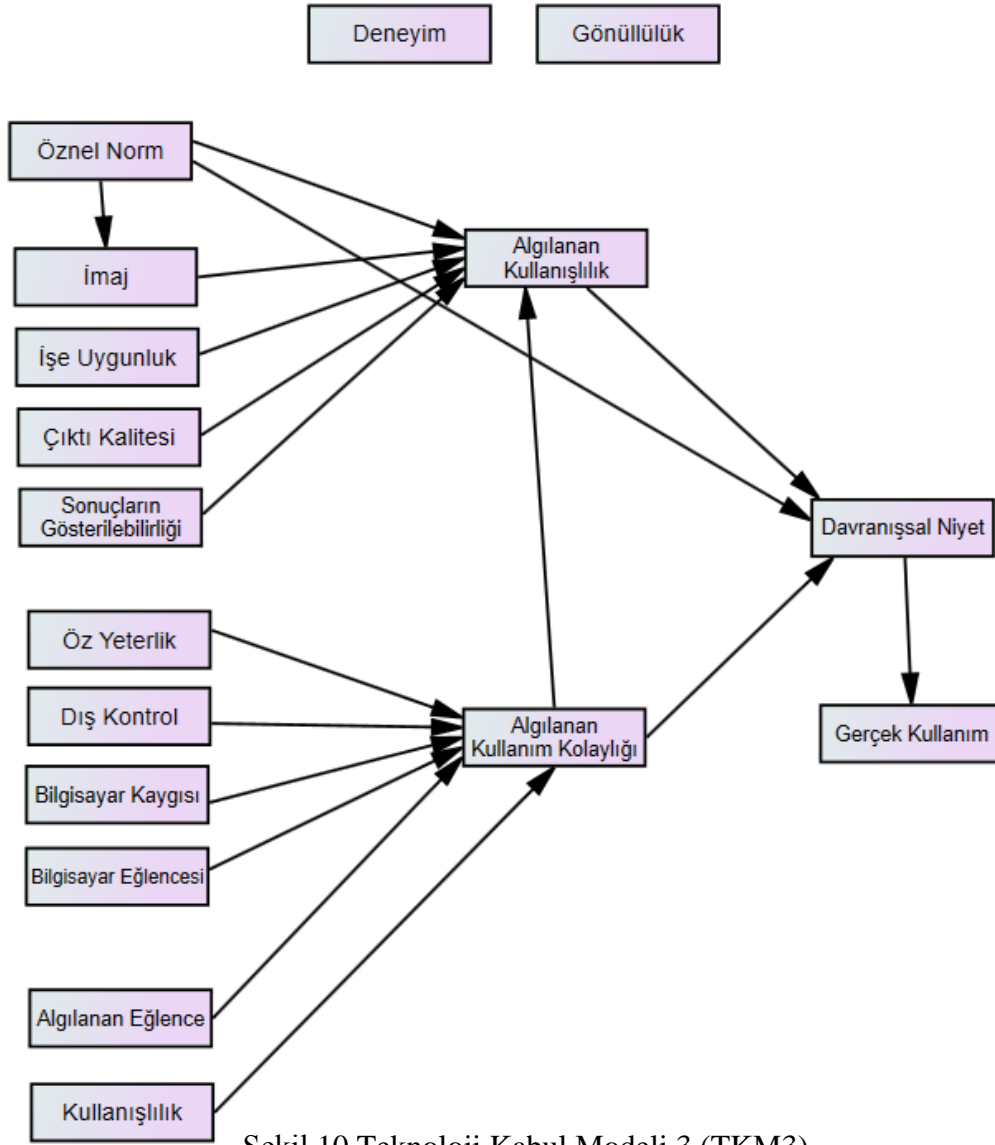 Deneyim
Gönüllülük
Öznel Norm
İmaj
İşe Uygunluk
Çıktı Kalitesi
Sonuçların
Gösterilebilirliği
Algılanan
Kullanışlılık
Davranışsal Niyet
Gerçek Kullanım
Öz Yeterlik
Dış Kontrol
Bilgisayar Kaygısı
Bilgisayar Eğlencesi
Algılanan
Kullanım Kolaylığı
Algılanan Eğlence
Kullanışlılık
Şekil 10 Teknoloji Kabul Modeli 3 (TKM3)